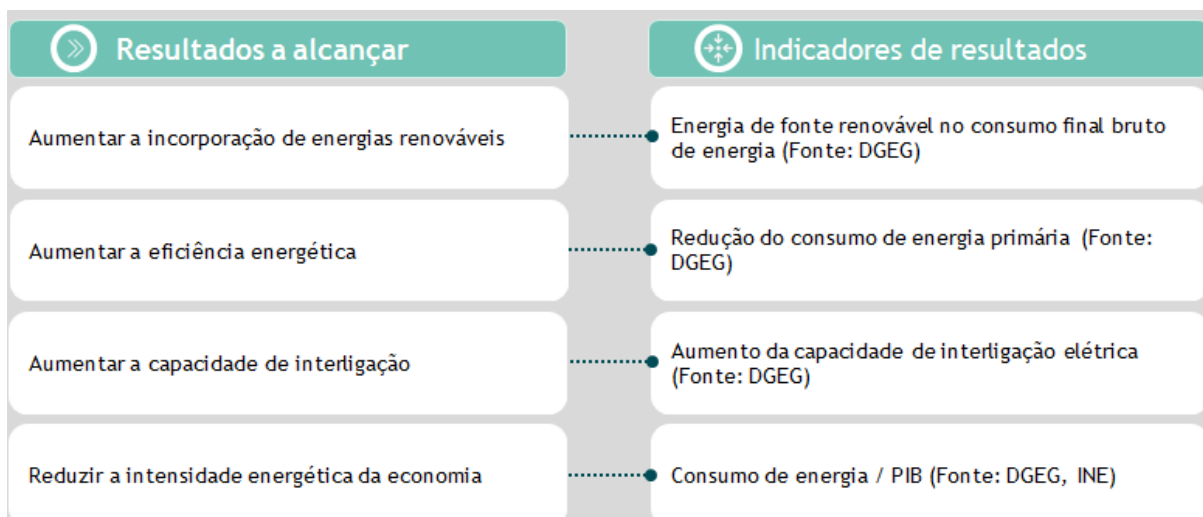 Resultados a alcançar
Indicadores de resultados
Aumentar a incorporação de energias renováveis
Energia de fonte renovável no consumo final bruto
de energia (Fonte: DGEG)
Aumentar a eficiência energética
Redução do consumo de energia primária (Fonte:
DGEG)
Aumentar a capacidade de interligação
Aumento da capacidade de interligação elétrica
(Fonte: DGEG)
Reduzir a intensidade energética da economia
Consumo de energia / PIB (Fonte: DGEG, INE)